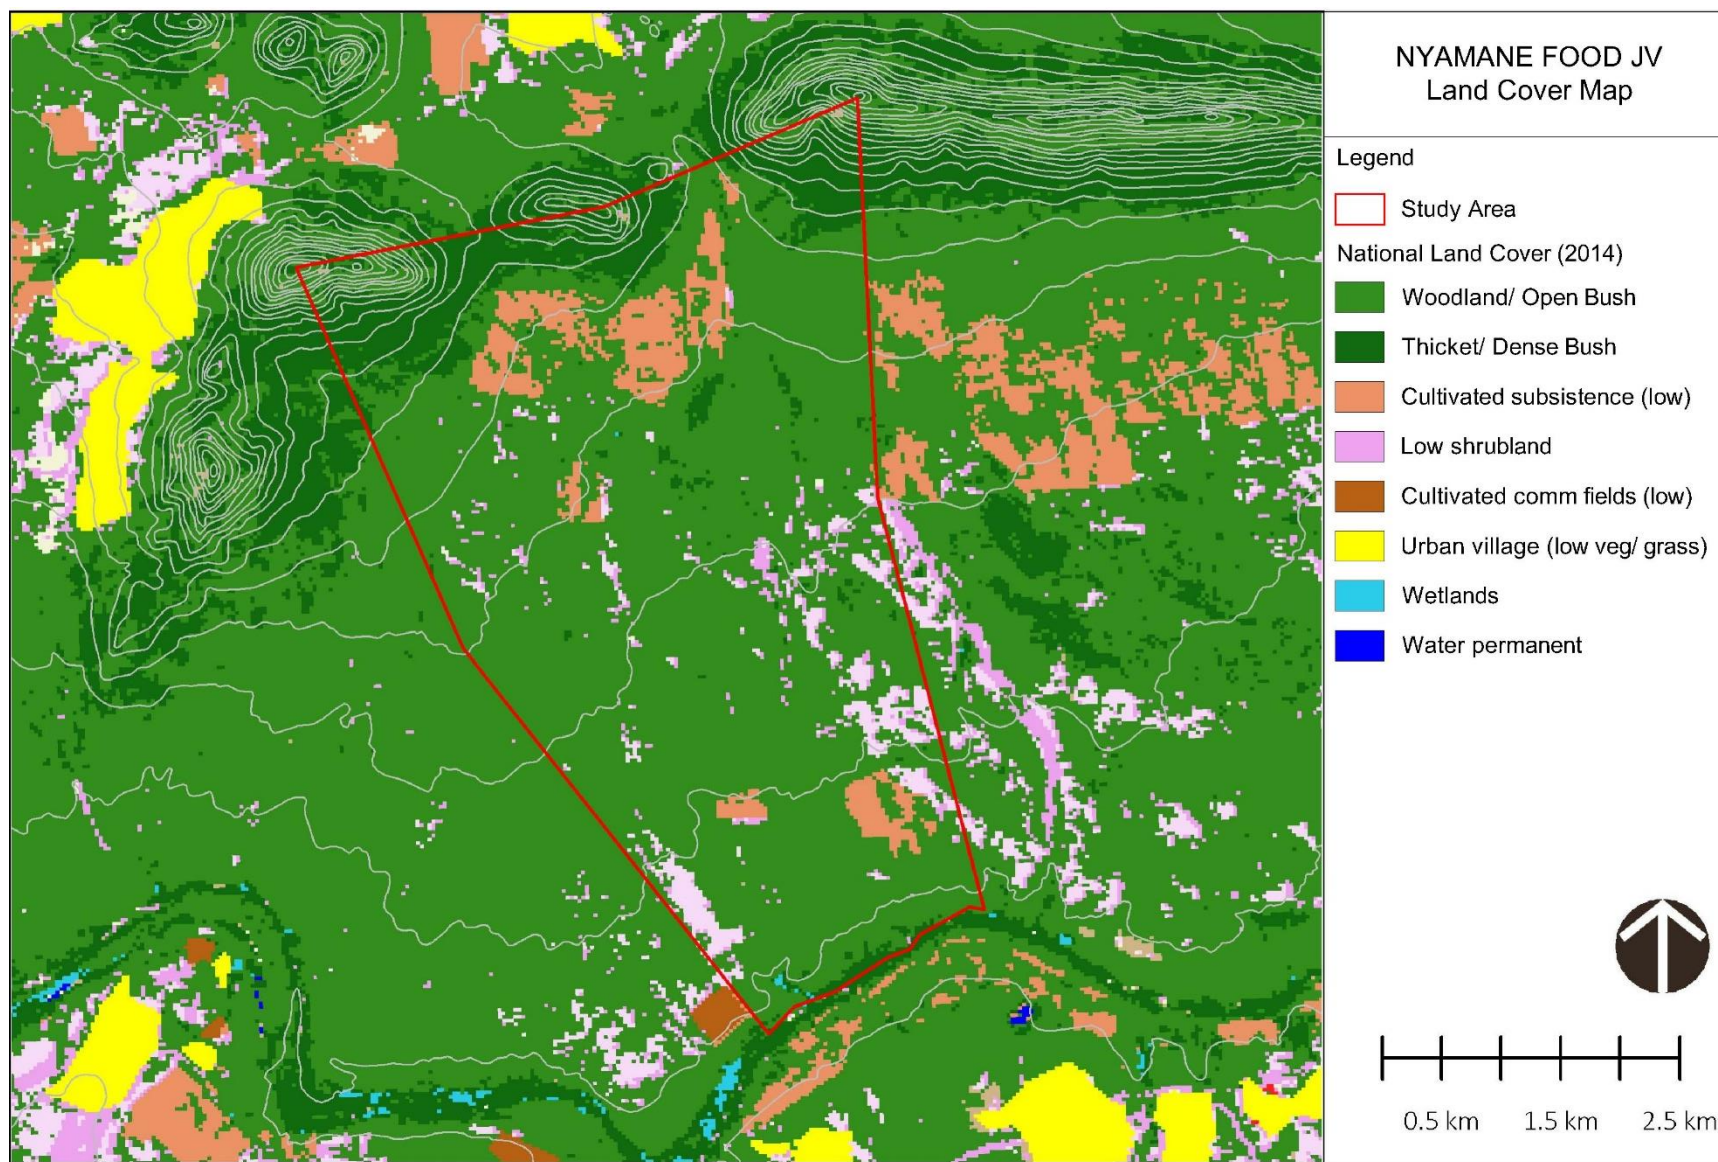 NYAMANE FOOD JV
Land Cover Map
Legend
Study Area
National Land Cover (2014)
Woodland/ Open Bush
Thicket/ Dense Bush
Cultivated subsistence (low)
Low shrubland
Cultivated comm fields (low)
Urban village (low veg/ grass)
Wetlands
Water permanent
0.5 km 1.5 km 2.5 km